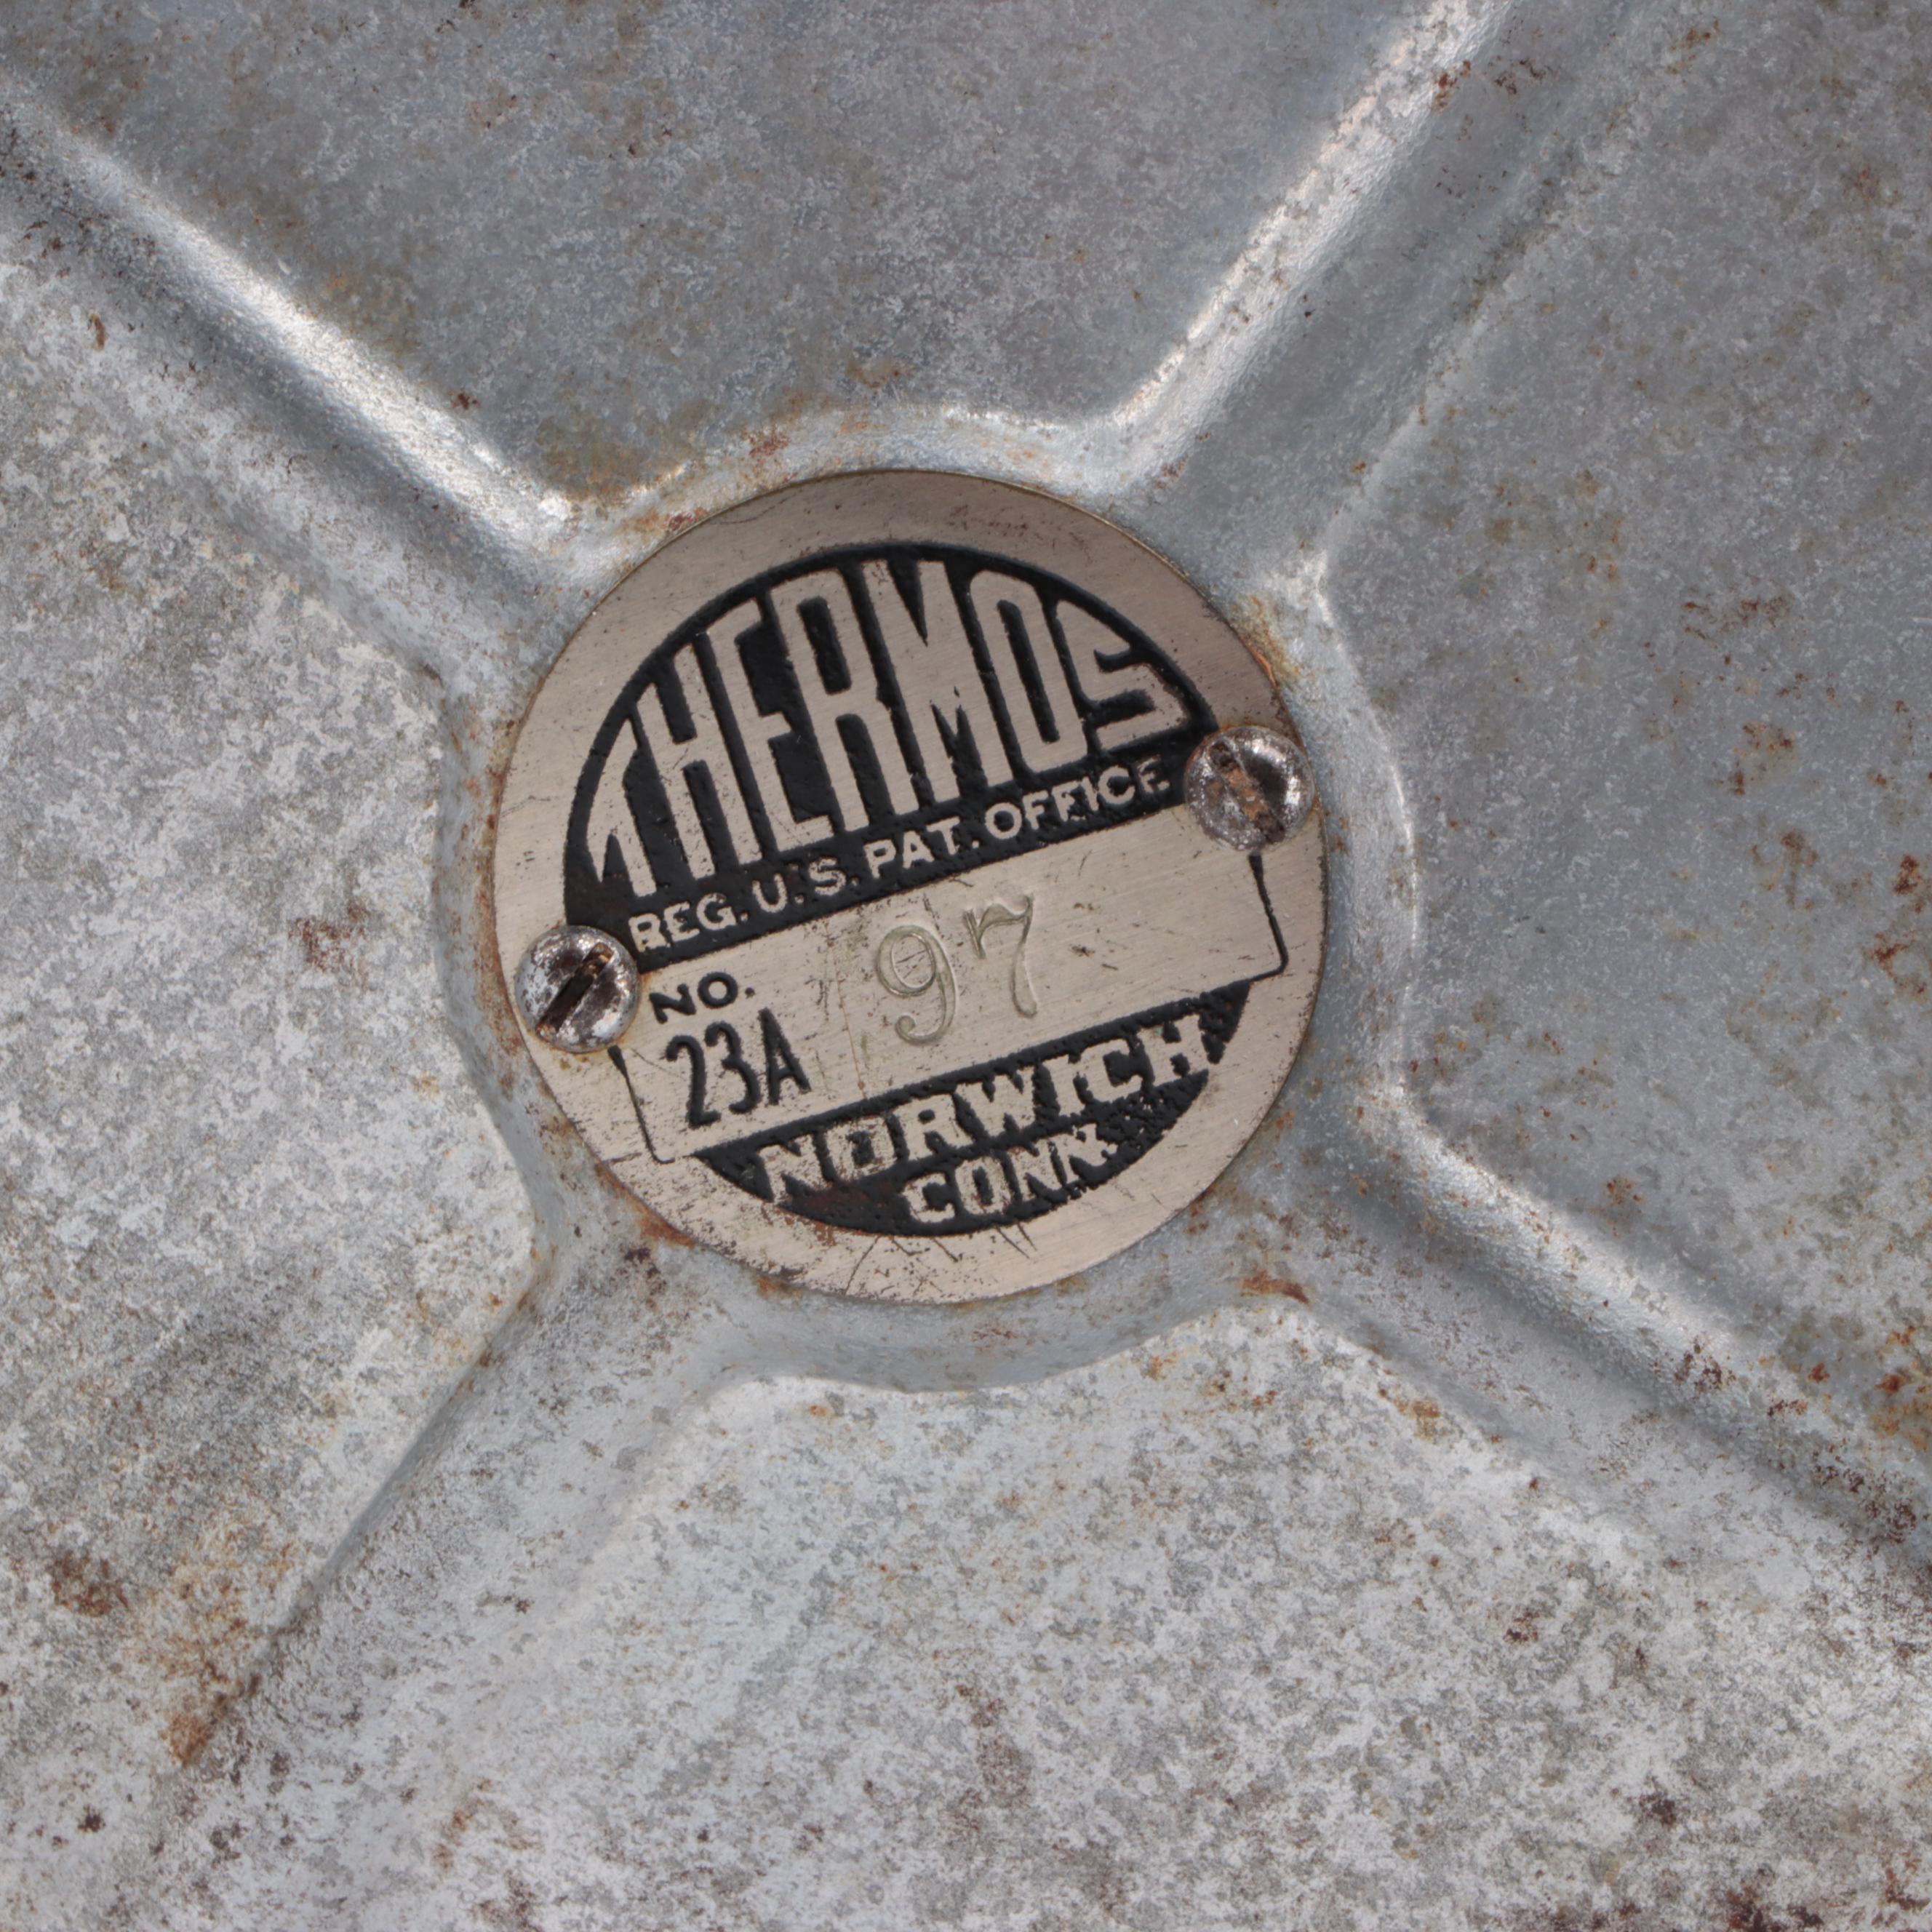 THERMOS
REG. U.S. PAT. OFFICE
NO.
23A 97
NORWICH
CONN.